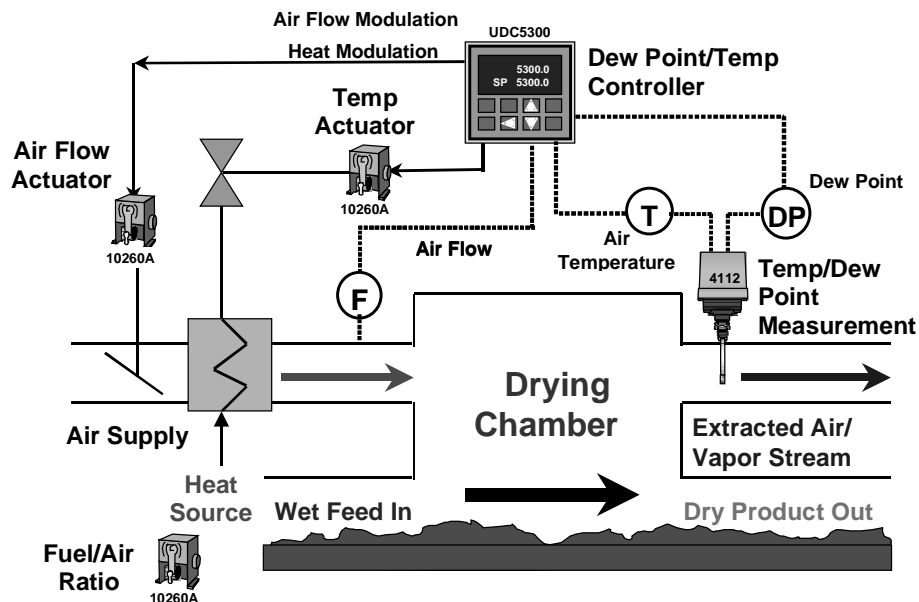 Air Flow Modulation
Heat Modulation
UDC5300
5300.0
SP 5300.0
Dew Point/Temp
Controller
Temp
Actuator
10260A
Air Flow
Actuator
10260A
Dew Point
T
DP
Air Flow
Air
Temperature
F
4112
Temp/Dew
Point
Measurement
Drying
Chamber
Air Supply
Extracted Air/
Vapor Stream
Heat
Source
Wet Feed In
Dry Product Out
Fuel/Air
Ratio
10260A